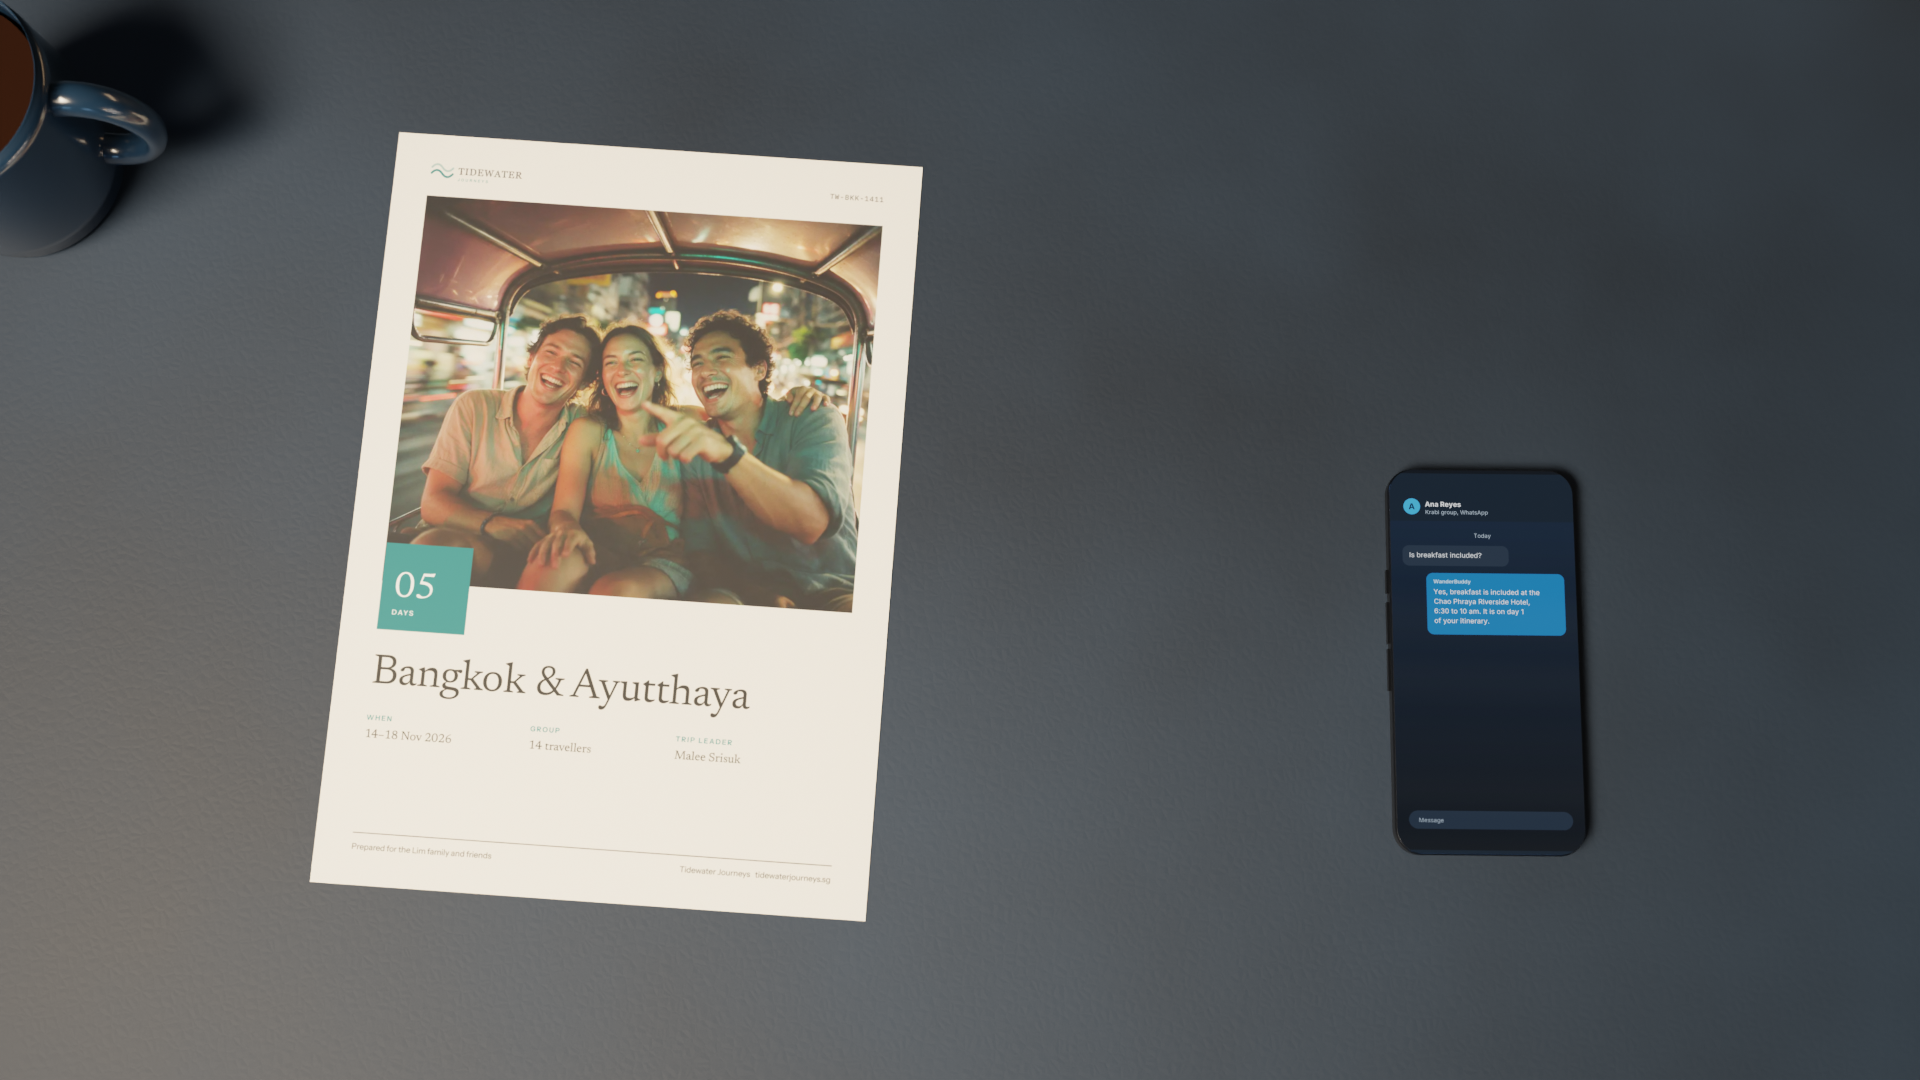 TIDEWATER
TW-BKK-1411
05
DAYS
Bangkok & Ayutthaya
WHEN
14–18 Nov 2026
GROUP
14 travellers
TRIP LEADER
Malee Srisuk
Prepared for the Lim family and friends
Tidewater Journeys tidewaterjourneys.sg
A
Ana Reyes
Krabi group, WhatsApp
Today
Is breakfast included?
WanderBuddy
Yes, breakfast is included at the
Chao Phraya Riverside Hotel,
6:30 to 10 am. It is on day 1
of your itinerary.
Message